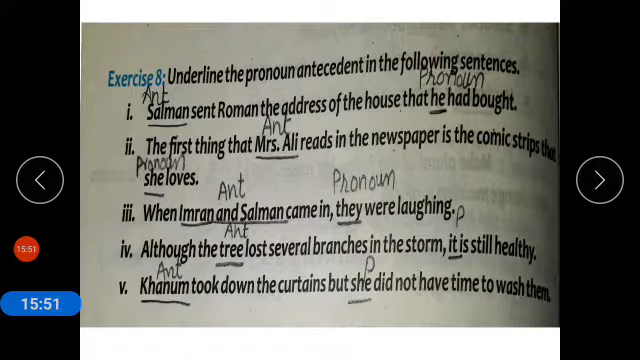 Exercise 8: Underline the pronoun antecedent in the following sentences.
Ant Pronoun
i. Salman sent Roman the address of the house that he had bought.
Ant
ii. The first thing that Mrs. Ali reads in the newspaper is the comic strips that
Pronoun
she loves.
Ant Pronoun
iii. When Imran and Salman came in, they were laughing.
Ant P
iv. Although the tree lost several branches in the storm, it is still healthy.
Ant P
v. Khanum took down the curtains but she did not have time to wash them.
15:51
15:51